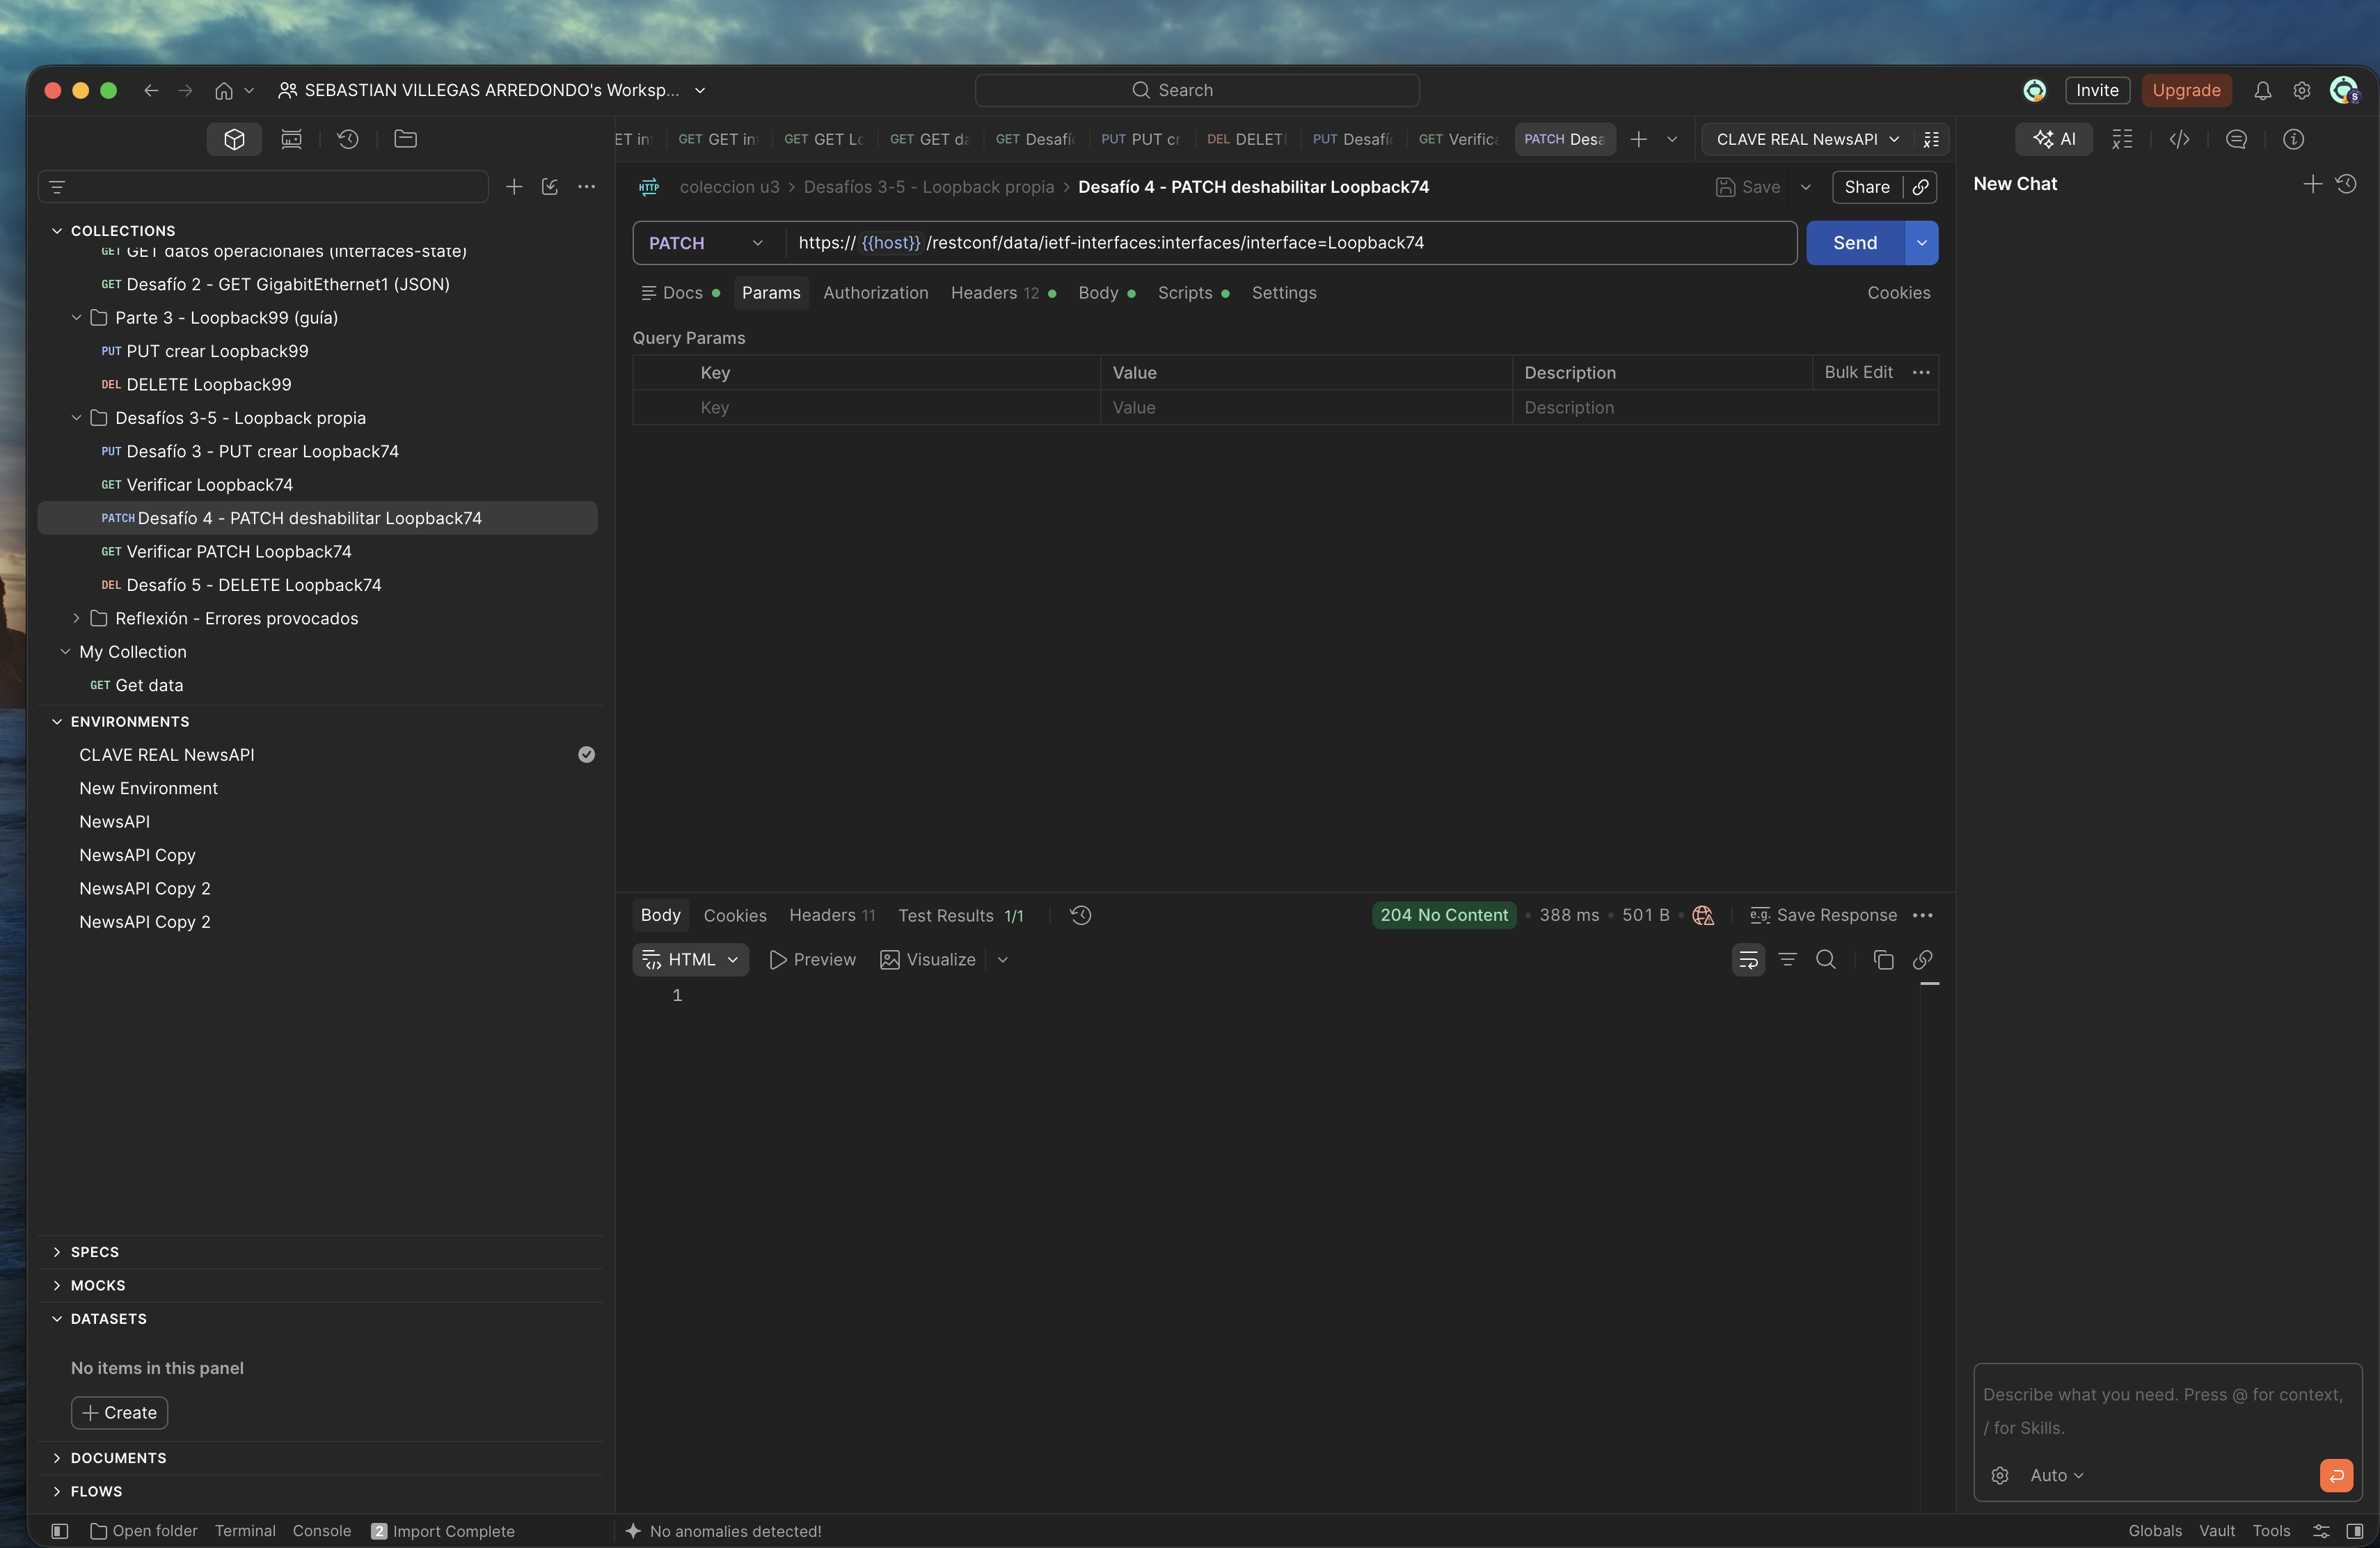 SEBASTIAN VILLEGAS ARREDONDO's Worksp...
Search
Invite
Upgrade
ET in
GET GET in
GET GET Lo
GET GET da
GET Desafí
PUT PUT cr
DEL DELET
PUT Desafí
GET Verific
PATCH Desa
CLAVE REAL NewsAPI
AI
COLLECTIONS
GET GET datos operacionales (interfaces-state)
GET Desafío 2 - GET GigabitEthernet1 (JSON)
Parte 3 - Loopback99 (guía)
PUT PUT crear Loopback99
DEL DELETE Loopback99
Desafíos 3-5 - Loopback propia
PUT Desafío 3 - PUT crear Loopback74
GET Verificar Loopback74
PATCH Desafío 4 - PATCH deshabilitar Loopback74
GET Verificar PATCH Loopback74
DEL Desafío 5 - DELETE Loopback74
Reflexión - Errores provocados
My Collection
GET Get data
ENVIRONMENTS
CLAVE REAL NewsAPI
New Environment
NewsAPI
NewsAPI Copy
NewsAPI Copy 2
NewsAPI Copy 2
SPECS
MOCKS
DATASETS
No items in this panel
Create
DOCUMENTS
FLOWS
HTTP coleccion u3 > Desafíos 3-5 - Loopback propia > Desafío 4 - PATCH deshabilitar Loopback74
Save
Share
PATCH https:// {{host}} /restconf/data/ietf-interfaces:interfaces/interface=Loopback74
Send
Docs Params Authorization Headers 12 Body Scripts Settings Cookies
Query Params
Key Value Description Bulk Edit
Key Value Description
Body Cookies Headers 11 Test Results 1/1
204 No Content 388 ms 501 B e.g. Save Response
HTML Preview Visualize
1
New Chat
Describe what you need. Press @ for context,
/ for Skills.
Auto
Open folder Terminal Console 2 Import Complete
No anomalies detected!
Globals Vault Tools
S